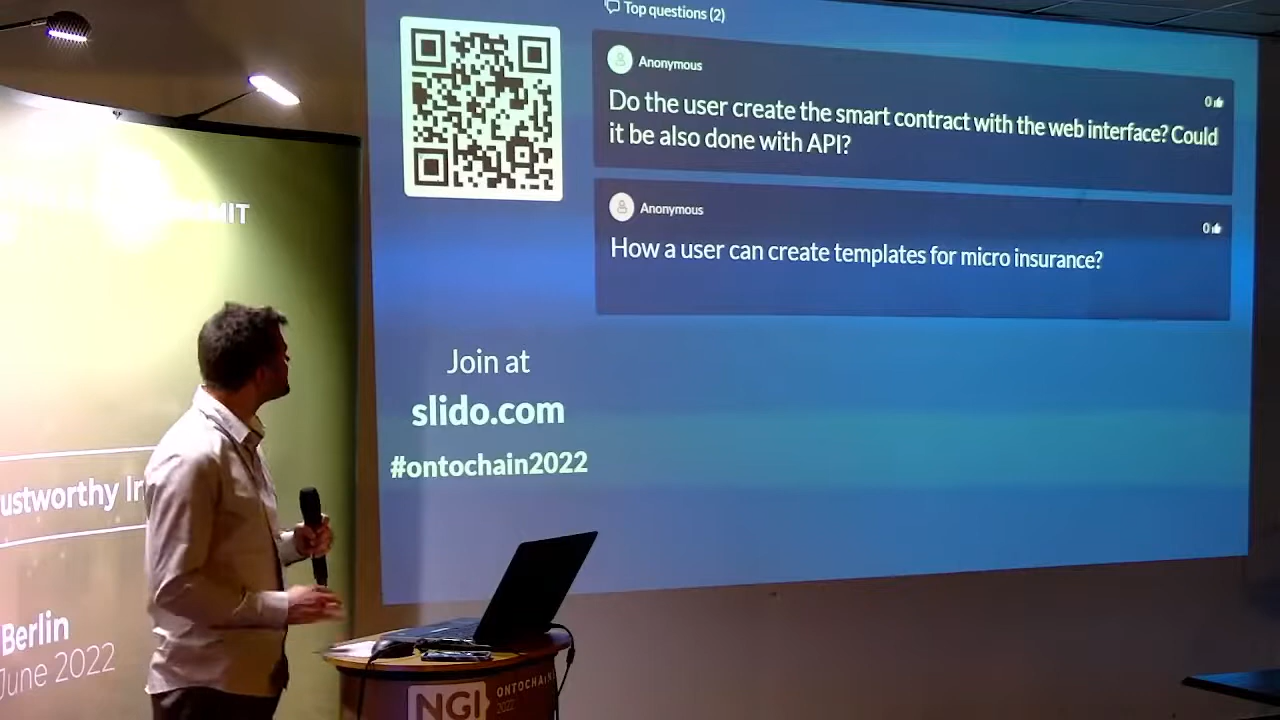 Top questions (2)
Anonymous
0
Do the user create the smart contract with the web interface? Could
it be also done with API?
Anonymous
0
How a user can create templates for micro insurance?
Join at
slido.com
#ontochain2022
ustworthy In
Berlin
June 2022
NGI
ONTOCHAIN
2022